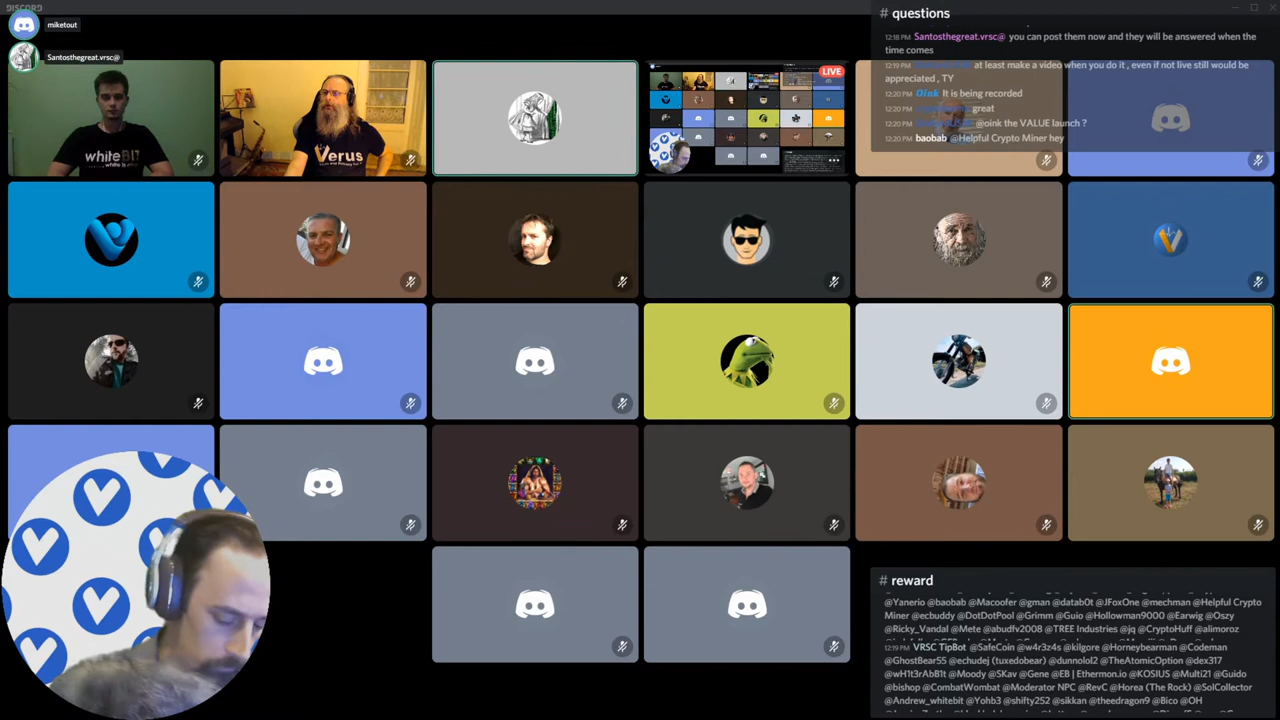 DISCORD
miketout
Santosthegreat.vrsc@
# questions
12:18 PM Santosthegreat.vrsc@ you can post them now and they will be answered when the
time comes
12:19 PM at least make a video when you do it , even if not live still would be
appreciated , TY
12:20 PM Oink It is being recorded
12:20 PM great
12:20 PM @oink the VALUE launch ?
12:20 PM baobab @Helpful Crypto Miner hey
LIVE
whiteBIT
Verus
# reward
@Yanerio @baobab @Macoofer @gman @datab0t @JFoxOne @mechman @Helpful Crypto
Miner @ecbuddy @DotDotPool @Grimm @Guio @Hollowman9000 @Earwig @Oszy
@Ricky_Vandal @Mete @abudfv2008 @TREE Industries @jq @CryptoHuff @alimoroz
12:19 PM VRSC TipBot @SafeCoin @w4r3z4s @kilgore @Horneybearman @Codeman
@GhostBear55 @echudej (tuxedobear) @dunnolol2 @TheAtomicOption @dex317
@wH1t3rAbB1t @Moody @SKav @Gene @EB | Ethermon.io @KOSIUS @Multi21 @Guido
@bishop @CombatWombat @Moderator NPC @RevC @Horea (The Rock) @SolCollector
@Andrew_whitebit @Yohb3 @shifty252 @sikkan @theedragon9 @Bico @OH